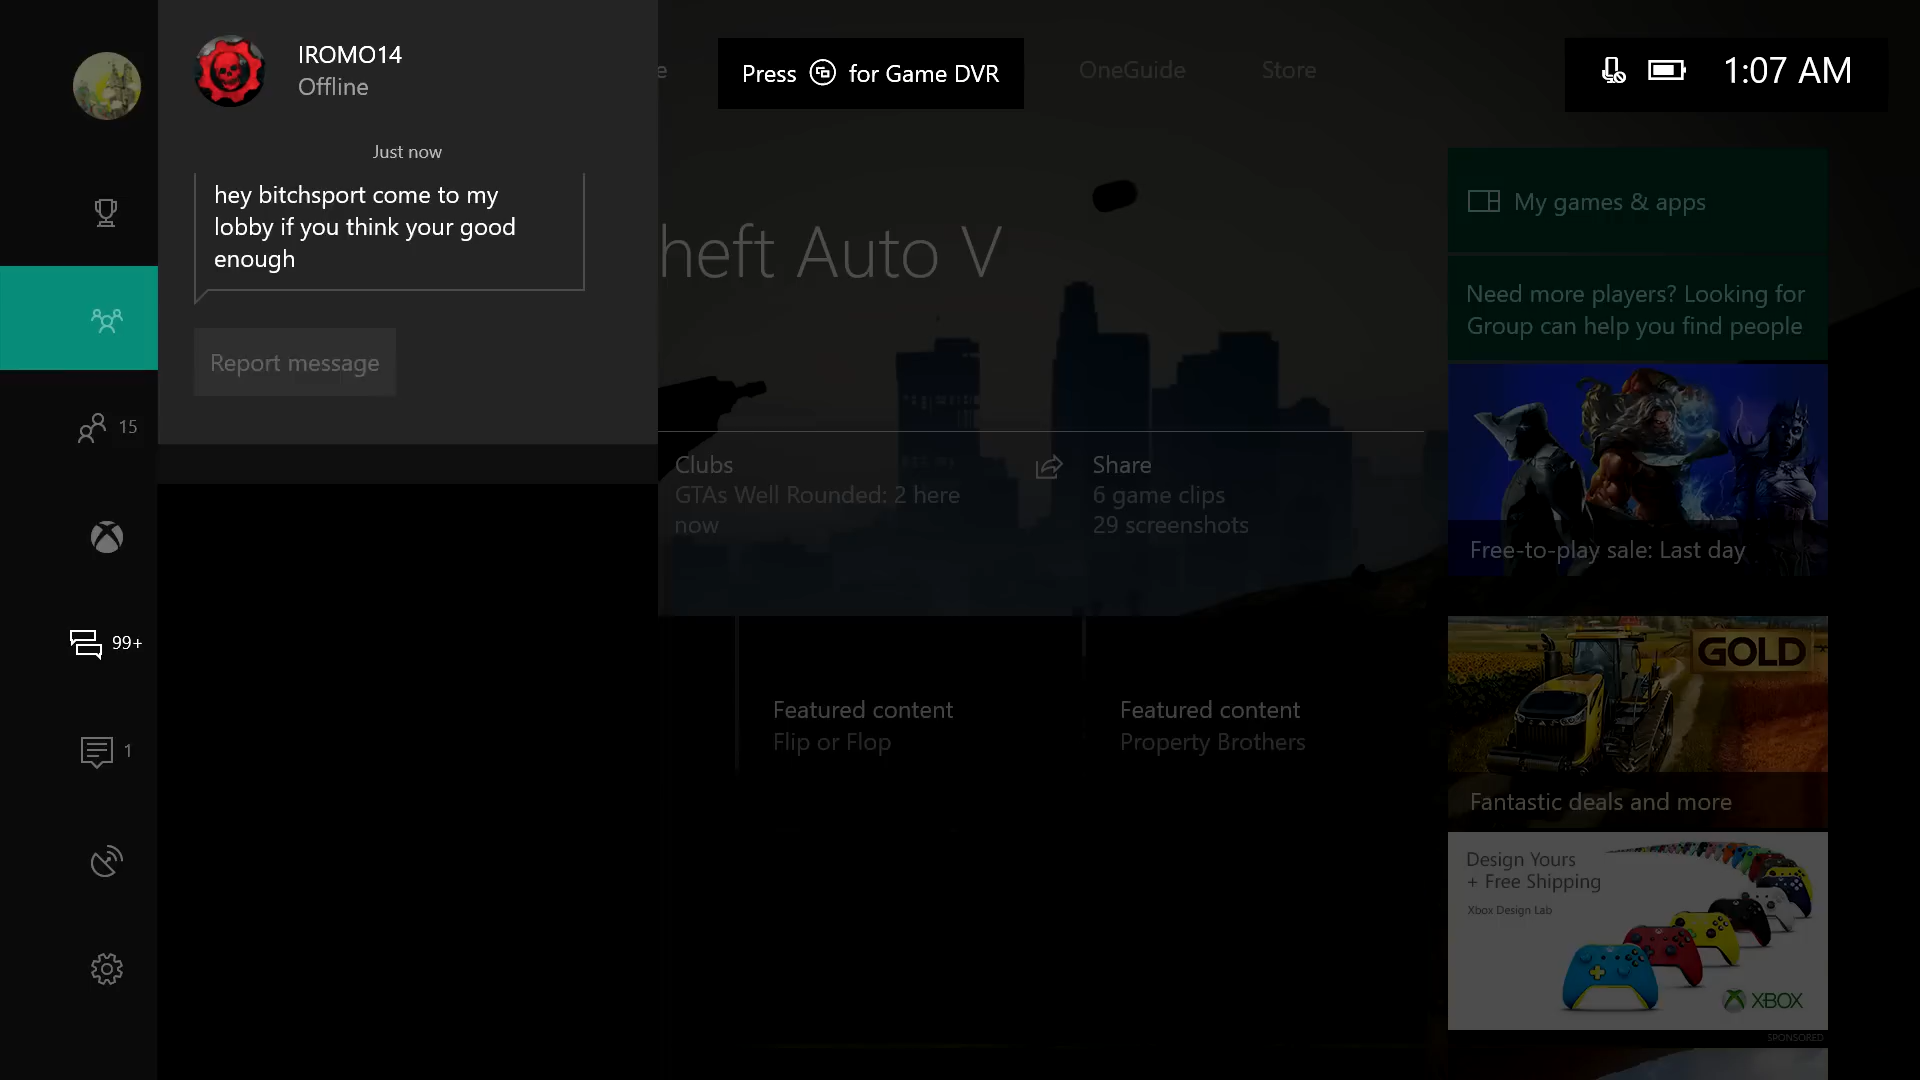 IROMO14
Offline
Just now
hey bitchsport come to my
lobby if you think your good
enough
Report message
15
99+
1
e
Press for Game DVR
OneGuide
Store
1:07 AM
heft Auto V
Clubs
GTAs Well Rounded: 2 here
now
Share
6 game clips
29 screenshots
Featured content
Flip or Flop
Featured content
Property Brothers
My games & apps
Need more players? Looking for
Group can help you find people
Free-to-play sale: Last day
GOLD
Fantastic deals and more
Design Yours
+ Free Shipping
Xbox Design Lab
XBOX
SPONSORED